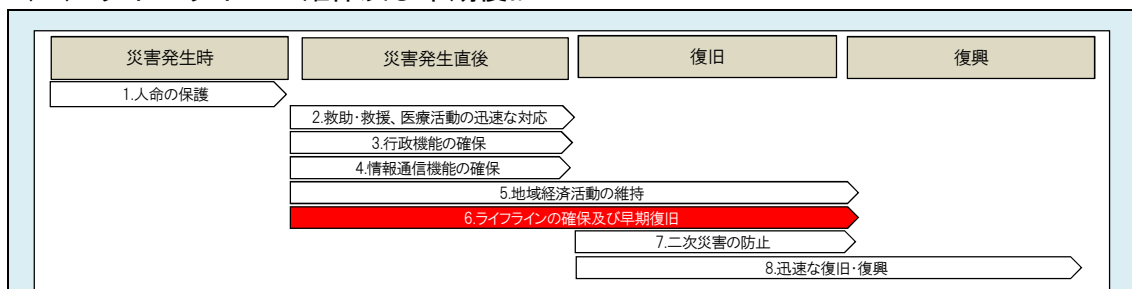 災害発生時
災害発生直後
復旧
復興
1.人命の保護
2.救助・救援、医療活動の迅速な対応
3.行政機能の確保
4.情報通信機能の確保
5.地域経済活動の維持
6.ライフラインの確保及び早期復旧
7.二次災害の防止
8.迅速な復旧・復興